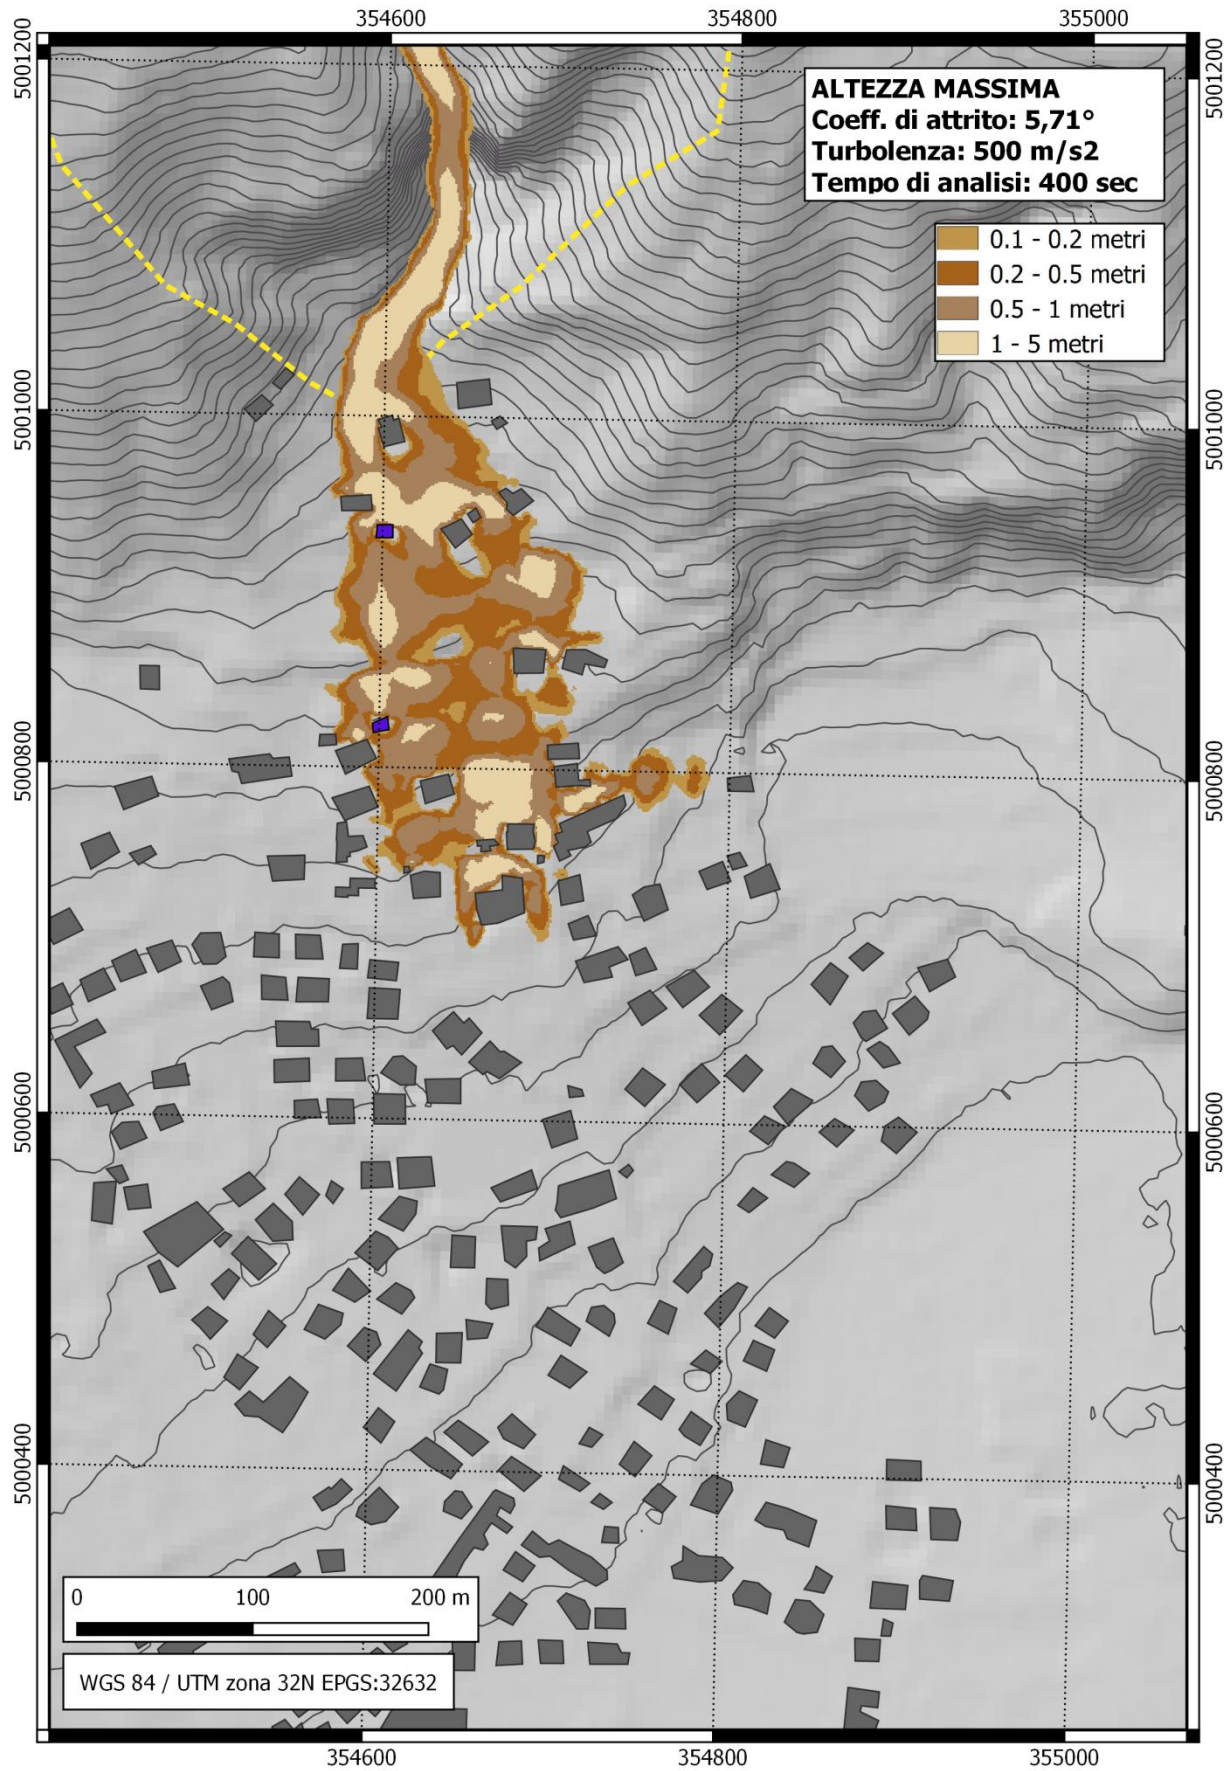 354600
354800
355000
5001200
5001200
ALTEZZA MASSIMA
Coeff. di attrito: 5,71°
Turbolenza: 500 m/s2
Tempo di analisi: 400 sec
0.1 - 0.2 metri
0.2 - 0.5 metri
0.5 - 1 metri
1 - 5 metri
5001000
5001000
5000800
5000800
5000600
5000600
5000400
5000400
0
100
200 m
WGS 84 / UTM zona 32N EPGS:32632
354600
354800
355000